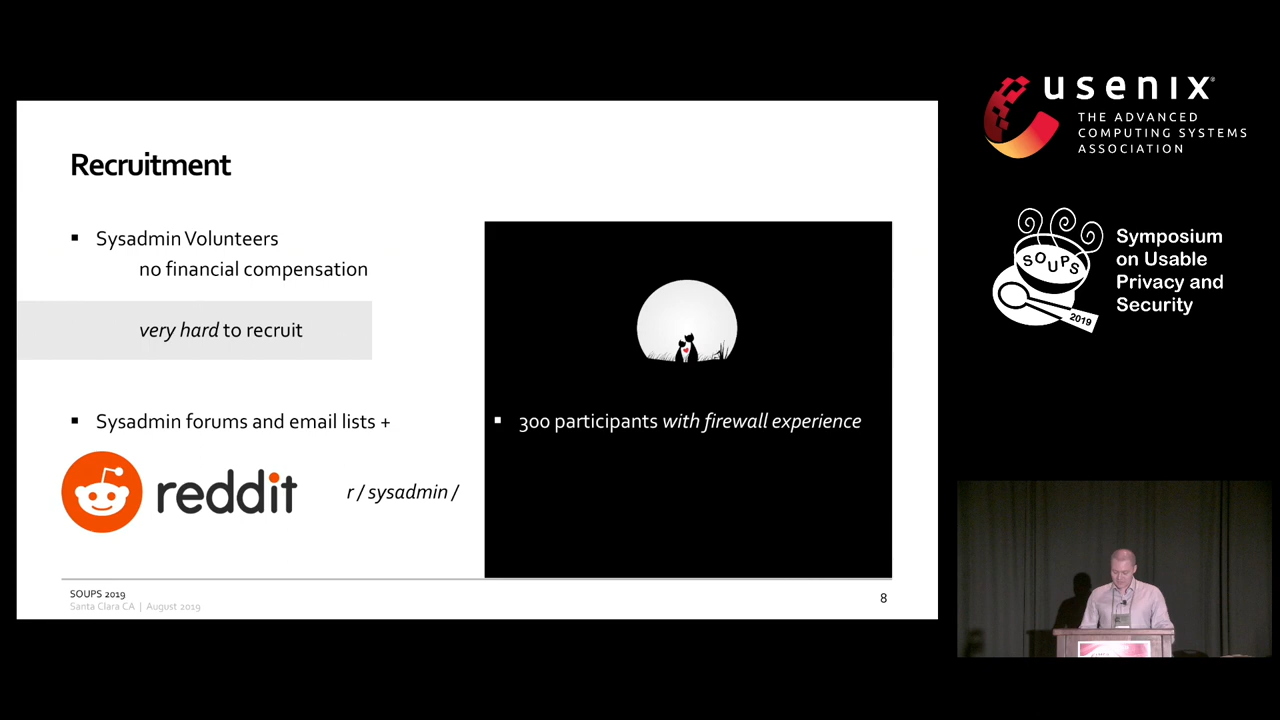 Recruitment
▪ Sysadmin Volunteers
no financial compensation
very hard to recruit
▪ Sysadmin forums and email lists +
reddit
r / sysadmin /
▪ 300 participants with firewall experience
SOUPS 2019
Santa Clara CA | August 2019
8
usenix
THE ADVANCED
COMPUTING SYSTEMS
ASSOCIATION
SOUPS
2019
Symposium
on Usable
Privacy and
Security